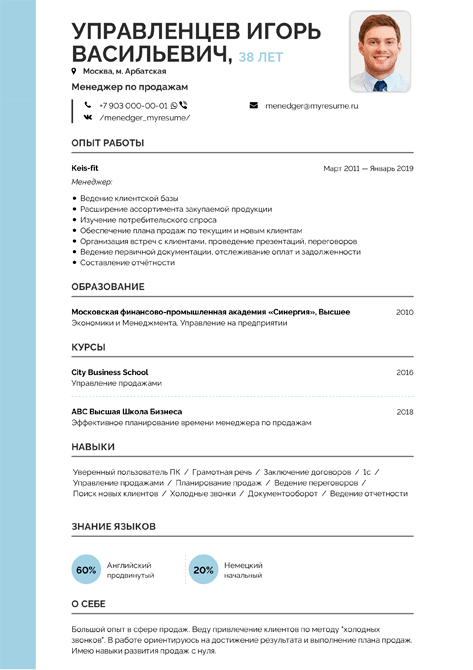 УПРАВЛЕНЦЕВ ИГОРЬ
ВАСИЛЬЕВИЧ, 38 ЛЕТ
Москва, м. Арбатская
Менеджер по продажам
+7 903 000-00-01
menedger@myresume.ru
/menedger_myresume/
ОПЫТ РАБОТЫ
Keis-fit Март 2011 — Январь 2019
Менеджер:
• Ведение клиентской базы
• Расширение ассортимента закупаемой продукции
• Изучение потребительского спроса
• Обеспечение плана продаж по текущим и новым клиентам
• Организация встреч с клиентами, проведение презентаций, переговоров
• Ведение первичной документации, отслеживание оплат и задолженности
• Составление отчётности
ОБРАЗОВАНИЕ
Московская финансово-промышленная академия «Синергия», Высшее 2010
Экономики и Менеджмента, Управление на предприятии
КУРСЫ
City Business School 2016
Управление продажами
ABC Высшая Школа Бизнеса 2018
Эффективное планирование времени менеджера по продажам
НАВЫКИ
Уверенный пользователь ПК / Грамотная речь / Заключение договоров / 1с /
Управление продажами / Планирование продаж / Ведение переговоров /
Поиск новых клиентов / Холодные звонки / Документооборот / Ведение отчетности
ЗНАНИЕ ЯЗЫКОВ
60% Английский продвинутый
20% Немецкий начальный
О СЕБЕ
Большой опыт в сфере продаж. Веду привлечение клиентов по методу "холодных
звонков". В работе ориентируюсь на достижение результата и выполнение плана продаж.
Имею навыки развития продаж с нуля.